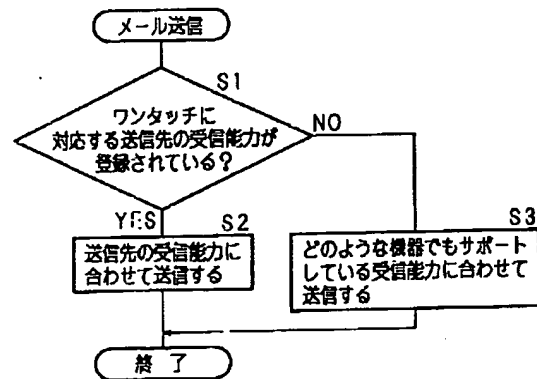 メール送信
S1
ワンタッチに
対応する送信先の受信能力が
登録されている?
NO
YES
S2
送信先の受信能力に
合わせて送信する
S3
どのような機器でもサポート
している受信能力に合わせて
送信する
終了